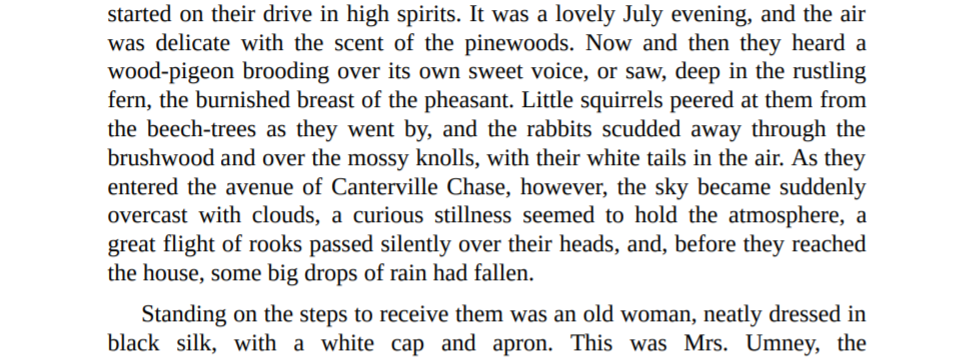 started on their drive in high spirits. It was a lovely July evening, and the air
was delicate with the scent of the pinewoods. Now and then they heard a
wood-pigeon brooding over its own sweet voice, or saw, deep in the rustling
fern, the burnished breast of the pheasant. Little squirrels peered at them from
the beech-trees as they went by, and the rabbits scudded away through the
brushwood and over the mossy knolls, with their white tails in the air. As they
entered the avenue of Canterville Chase, however, the sky became suddenly
overcast with clouds, a curious stillness seemed to hold the atmosphere, a
great flight of rooks passed silently over their heads, and, before they reached
the house, some big drops of rain had fallen.
Standing on the steps to receive them was an old woman, neatly dressed in
black silk, with a white cap and apron. This was Mrs. Umney, the